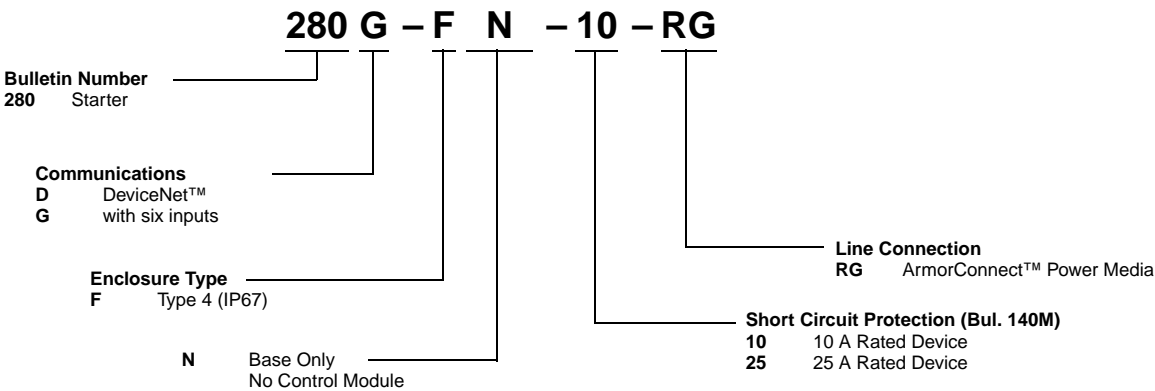 280 G – F N – 10 – RG
Bulletin Number
280 Starter
Communications
D DeviceNet™
G with six inputs
Enclosure Type
F Type 4 (IP67)
N Base Only
No Control Module
Line Connection
RG ArmorConnect™ Power Media
Short Circuit Protection (Bul. 140M)
10 10 A Rated Device
25 25 A Rated Device